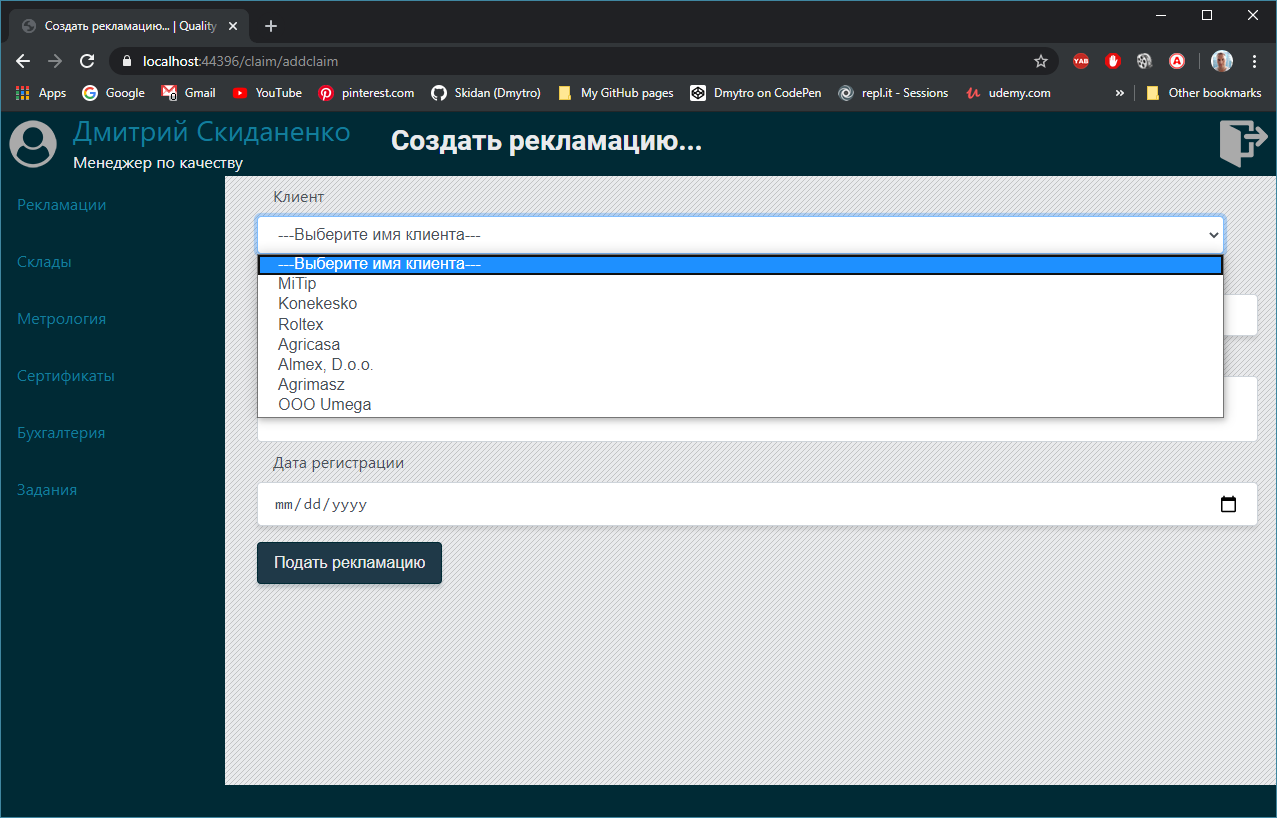 Создать рекламацию... | Quality
localhost:44396/claim/addclaim
YAB
A
Apps
Google
Gmail
YouTube
pinterest.com
Skidan (Dmytro)
My GitHub pages
Dmytro on CodePen
repl.it - Sessions
udemy.com
»
Other bookmarks
Дмитрий Скиданенко
Менеджер по качеству
Создать рекламацию...
Рекламации
Склады
Метрология
Сертификаты
Бухгалтерия
Задания
Клиент
---Выберите имя клиента---
---Выберите имя клиента---
MiTip
Konekesko
Roltex
Agricasa
Almex, D.o.o.
Agrimasz
ООО Umega
Дата регистрации
mm/dd/yyyy
Подать рекламацию